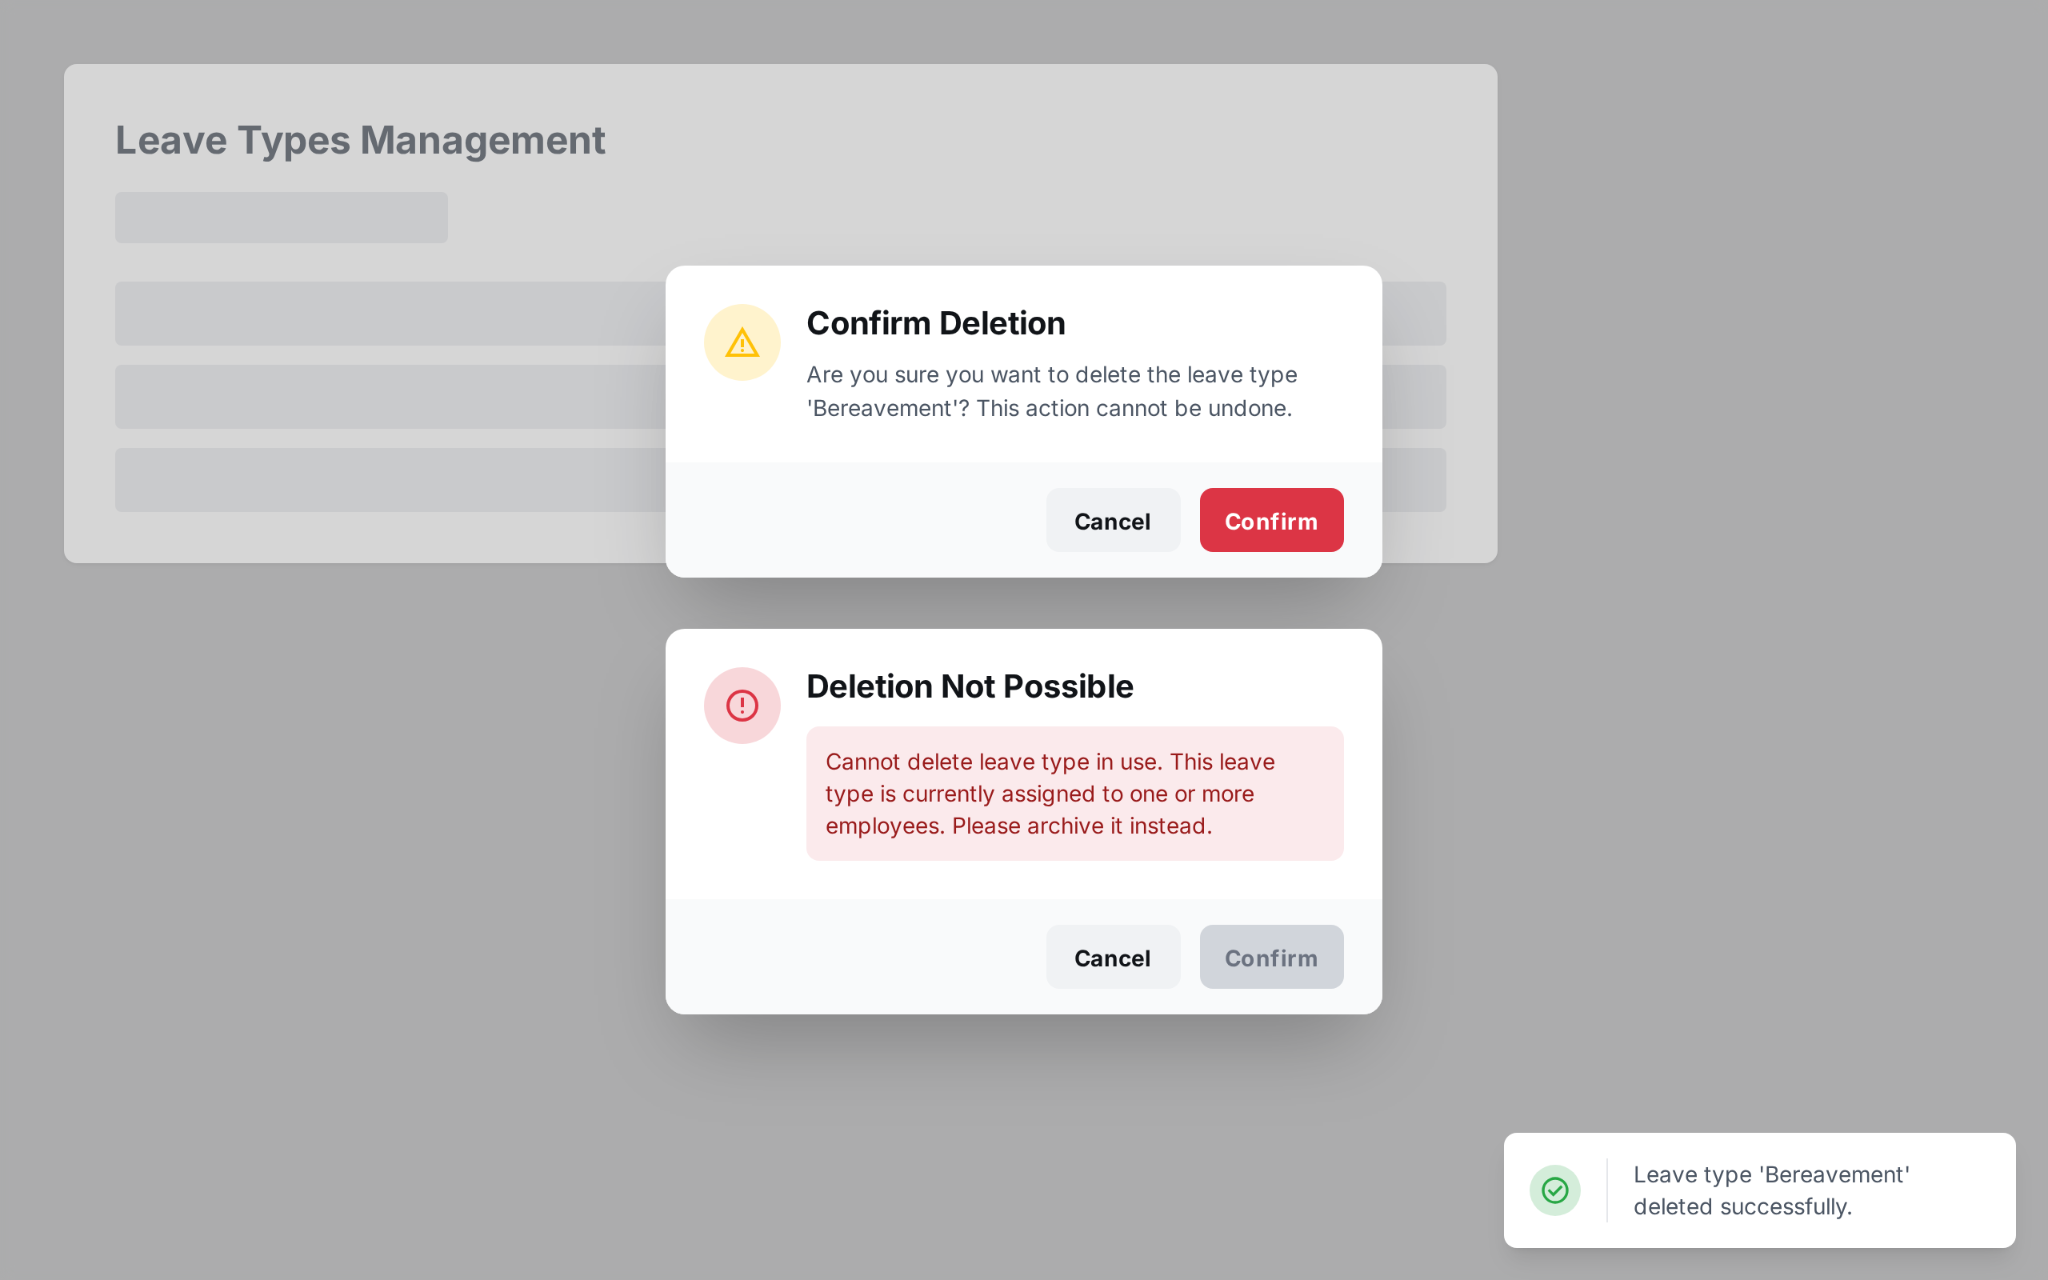 Leave Types Management
Confirm Deletion
Are you sure you want to delete the leave type
'Bereavement'? This action cannot be undone.
Cancel
Confirm
Deletion Not Possible
Cannot delete leave type in use. This leave
type is currently assigned to one or more
employees. Please archive it instead.
Cancel
Confirm
Leave type 'Bereavement'
deleted successfully.